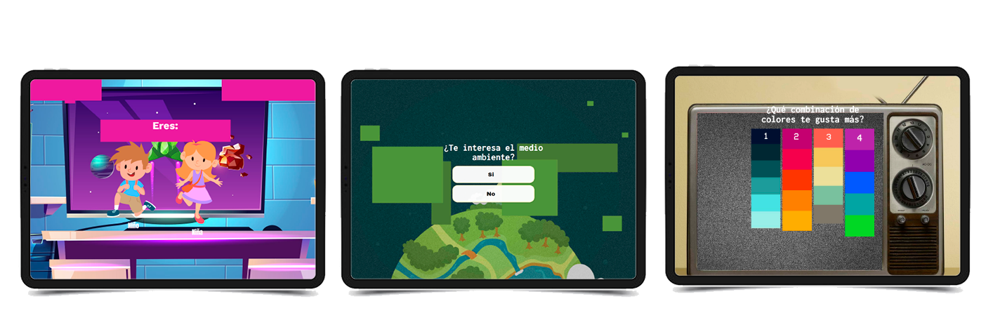 Eres:
Niño
Niña
¿Te interesa el medio
ambiente?
si
No
¿Qué combinación de
colores te gusta más?
1
2
3
4